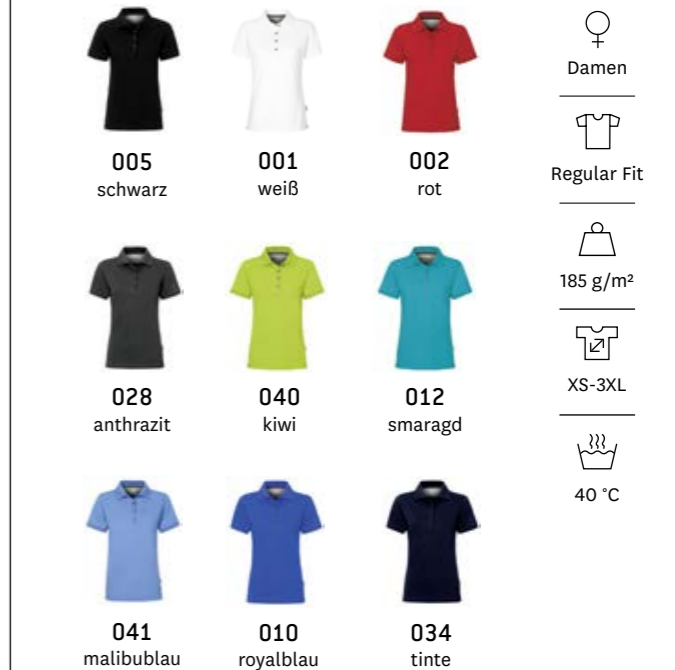 005
schwarz
001
weiß
002
rot
028
anthrazit
040
kiwi
012
smaragd
041
malibublau
010
royalblau
034
tinte
Damen
Regular Fit
185 g/m²
XS-3XL
40 °C